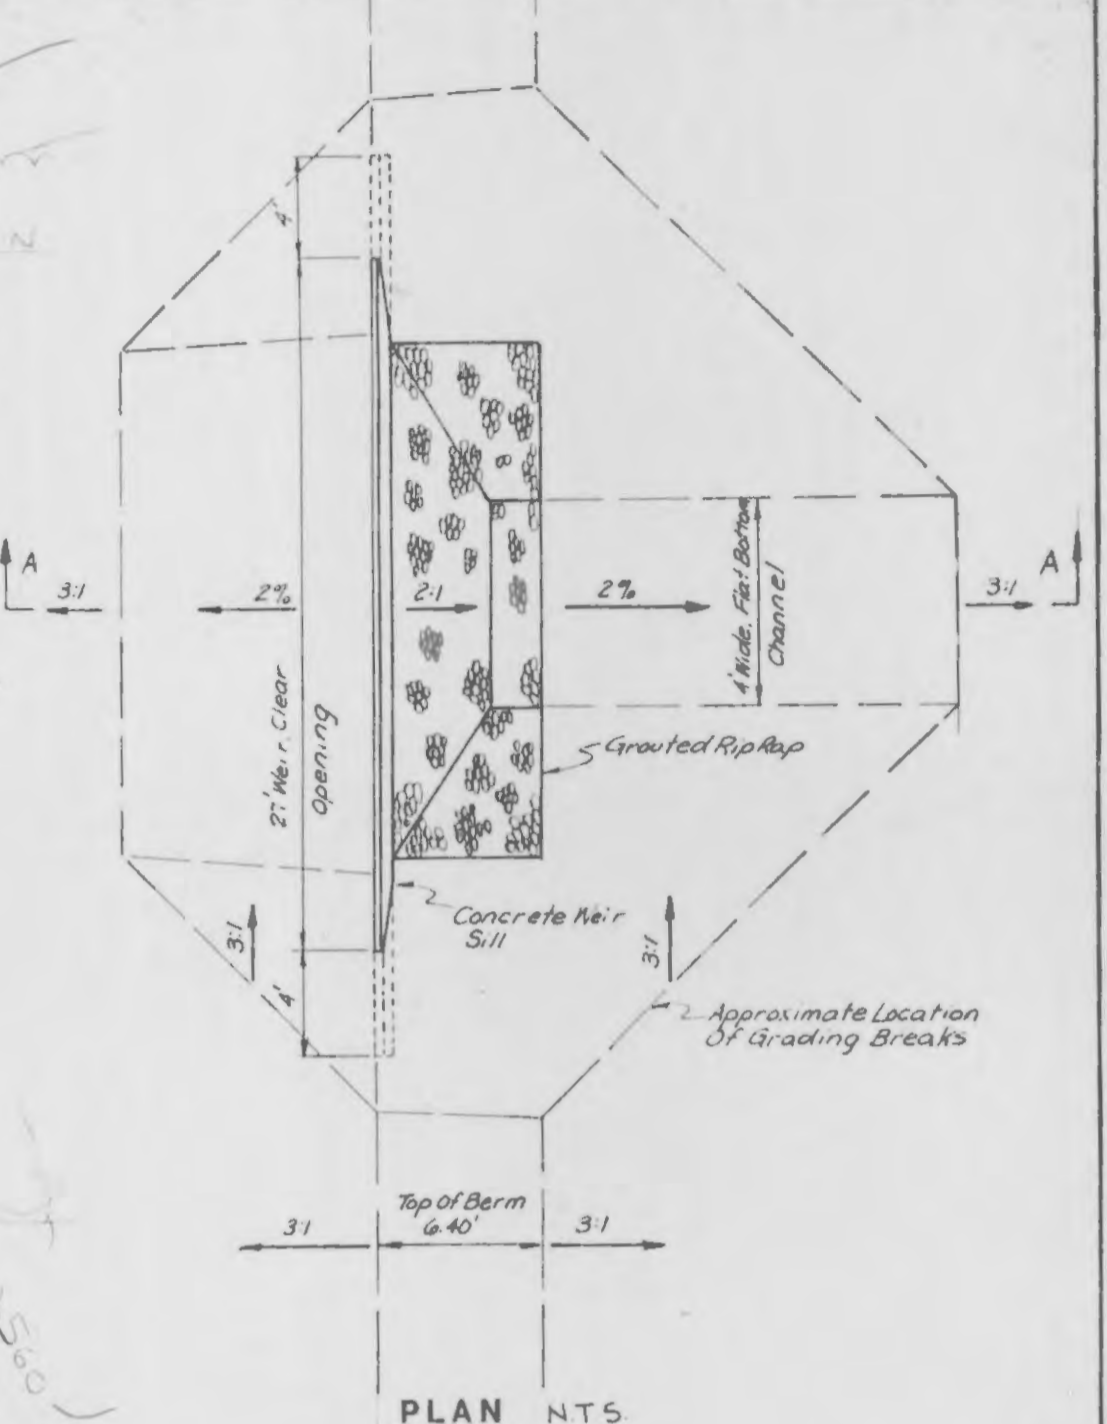 4'
A
3:1
2%
2:1
2%
3:1
A
4' Wide, Flat Bottom
Channel
27' Weir, Clear
Opening
Grouted Rip Rap
Concrete Weir
Sill
3:1
3:1
4'
Approximate Location
Of Grading Breaks
Top Of Berm
3:1
6.40'
3:1
560
PLAN N.T.S.